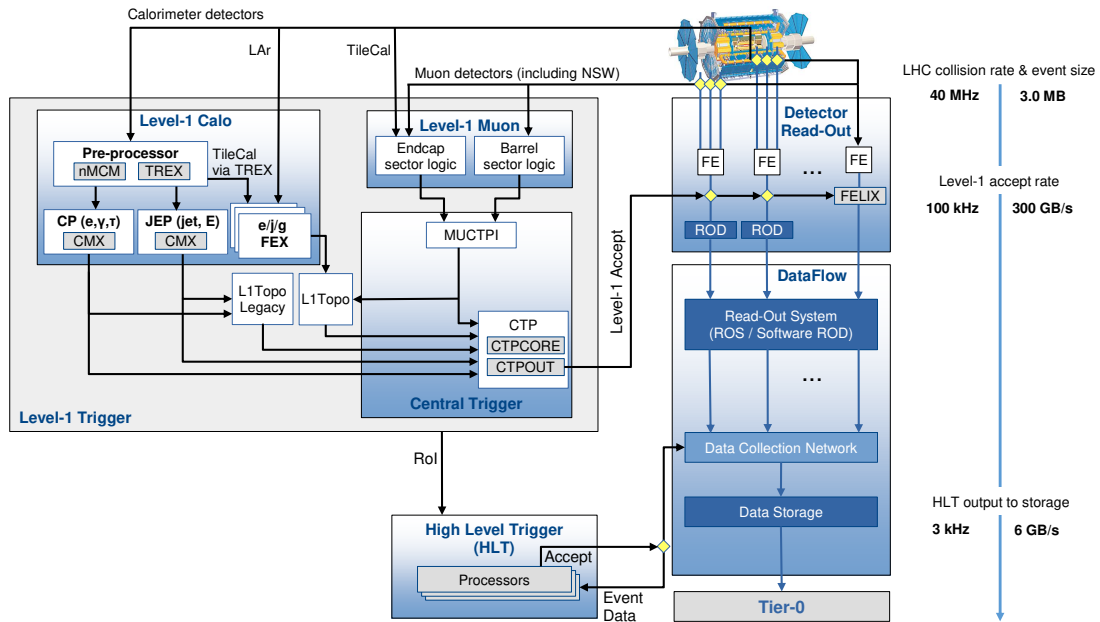 Calorimeter detectors
LAr
TileCal
Muon detectors (including NSW)
LHC collision rate & event size
40 MHz 3.0 MB
Level-1 Calo
Pre-processor
nMCM TREX
TileCal
via TREX
CP (e,γ,τ)
CMX
JEP (jet, E)
CMX
e/j/g
FEX
Level-1 Muon
Endcap
sector logic
Barrel
sector logic
MUCTPI
L1Topo
Legacy
L1Topo
CTP
CTPCORE
CTPOUT
Central Trigger
Level-1 Trigger
Level-1 Accept
Detector
Read-Out
FE
FE
FE
...
FELIX
ROD
ROD
Level-1 accept rate
100 kHz 300 GB/s
DataFlow
Read-Out System
(ROS / Software ROD)
...
Data Collection Network
Data Storage
HLT output to storage
3 kHz 6 GB/s
RoI
High Level Trigger
(HLT)
Accept
Processors
Event
Data
Tier-0